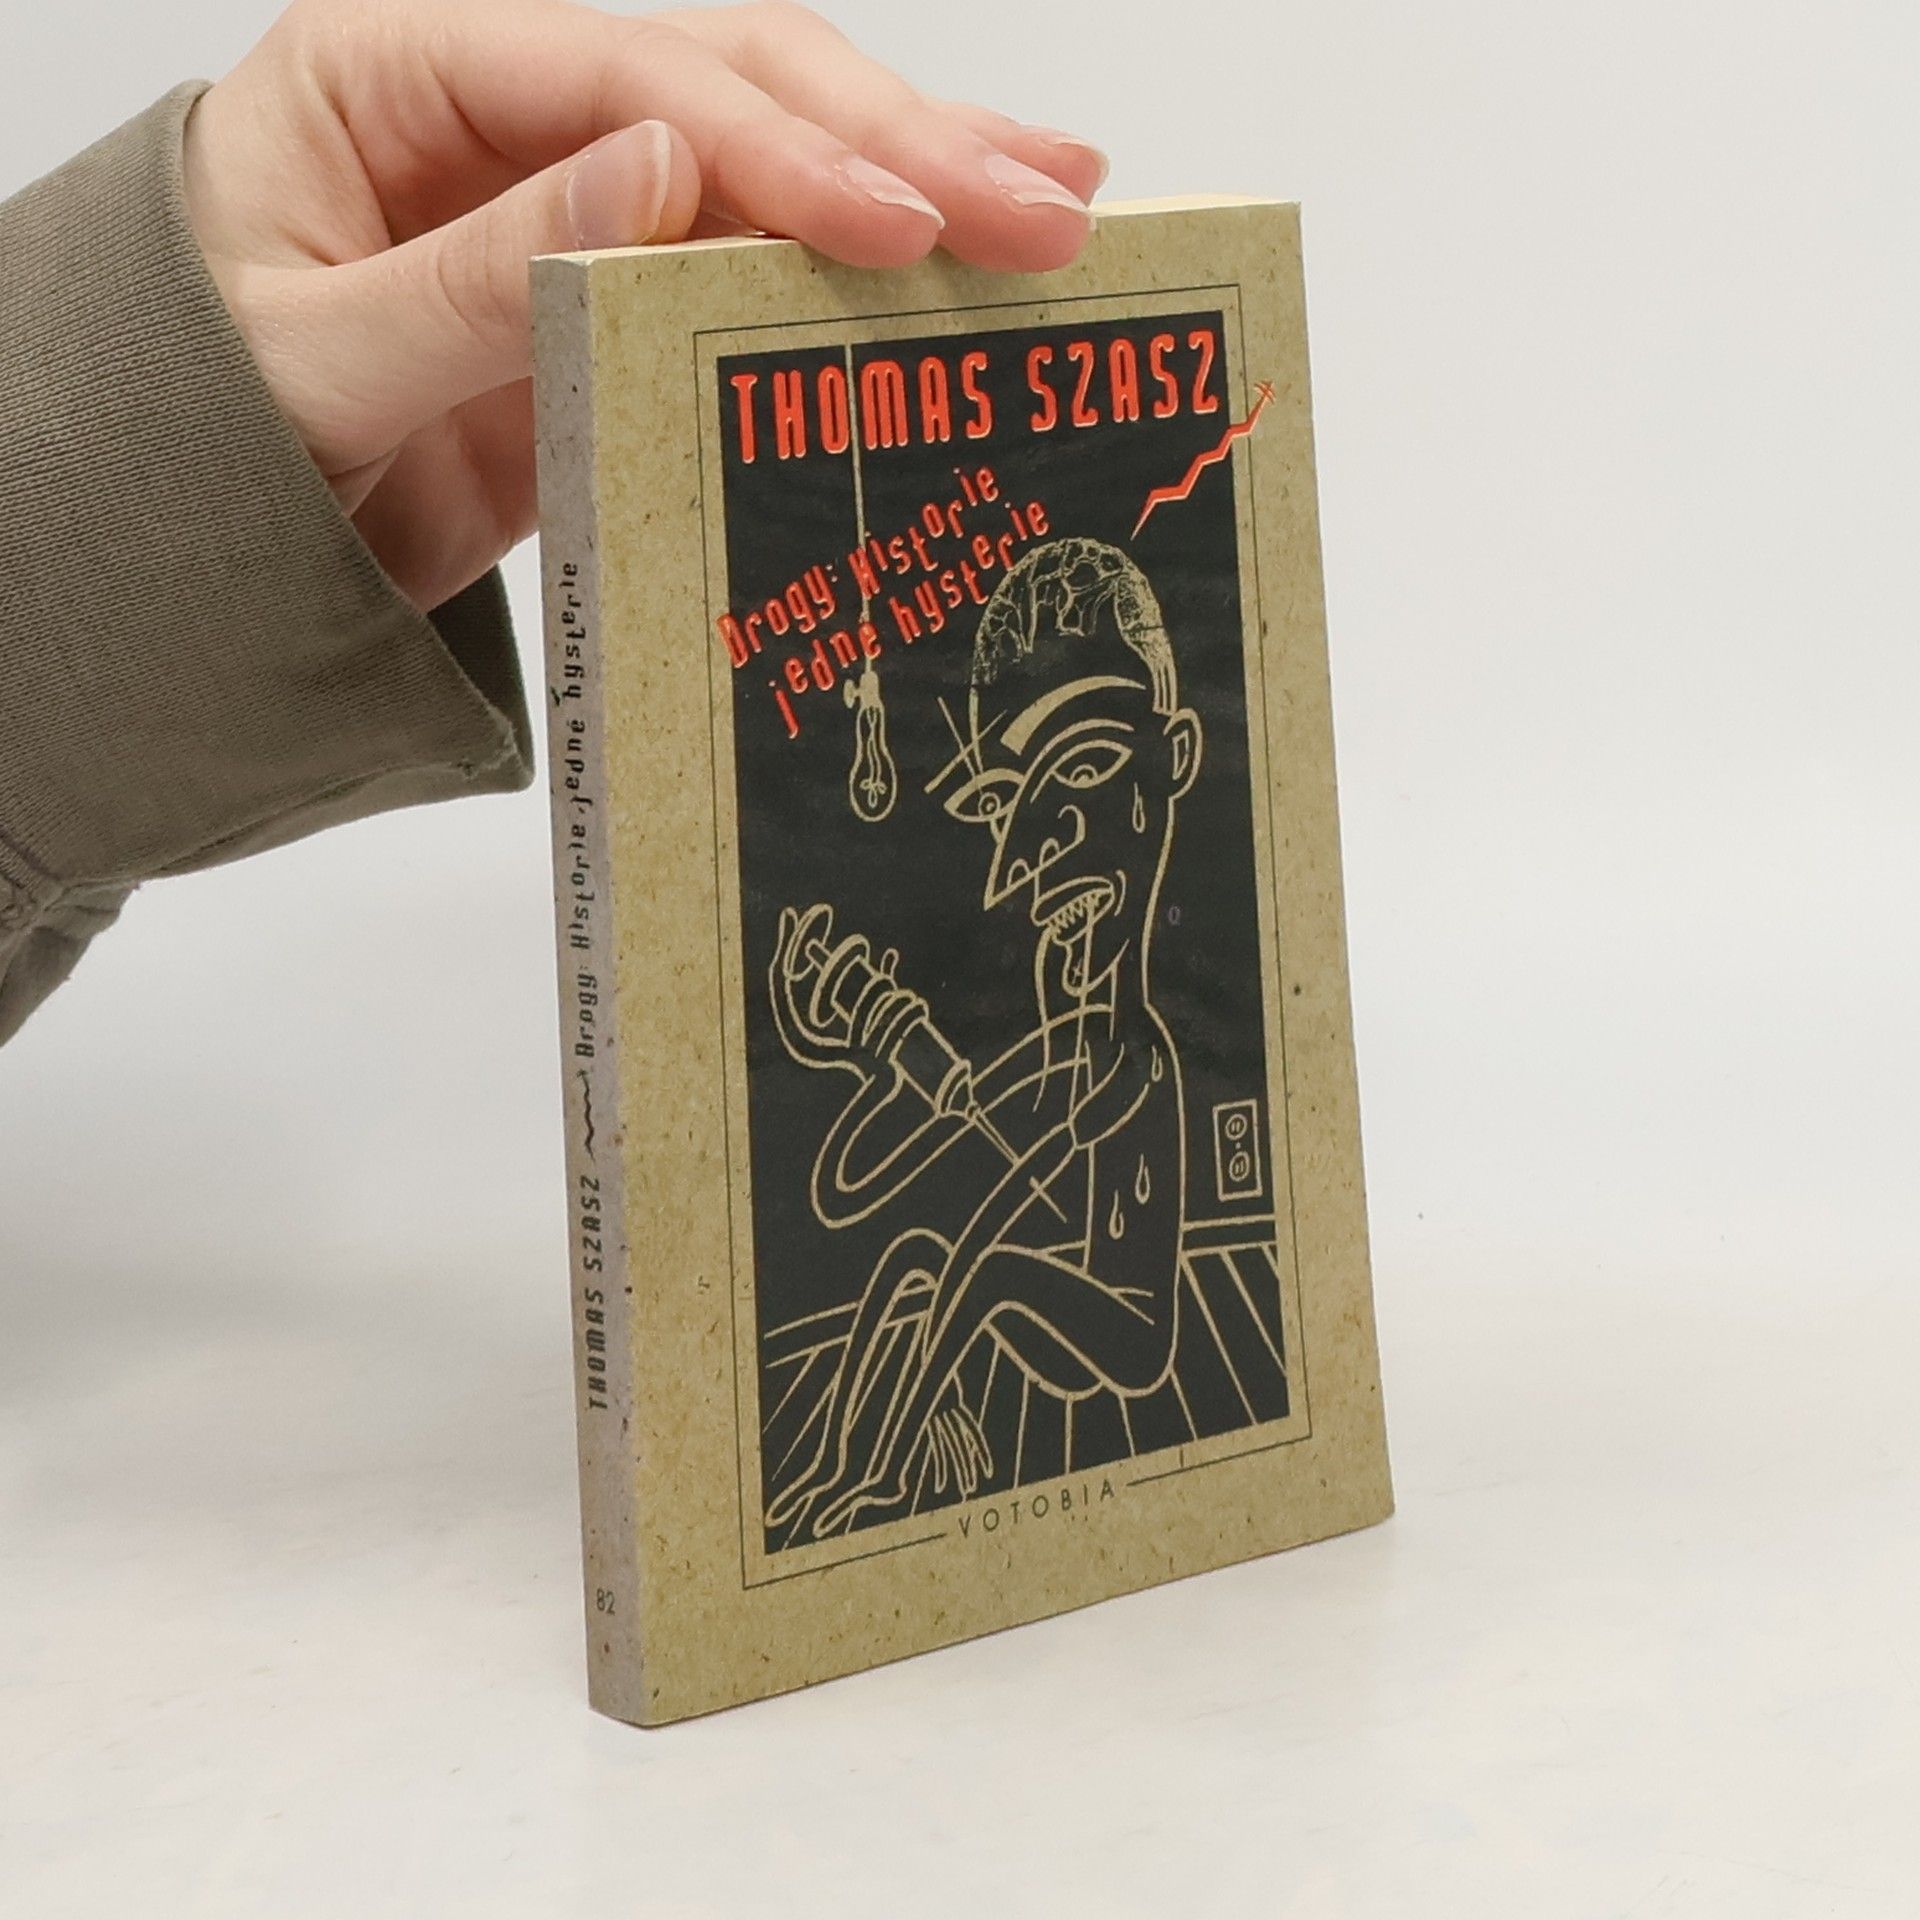 THOMAS SZASZ
Drogy: Historie
jedné hysterie
VOTOBIA
THOMAS SZASZ Drogy: Historie jedné hysterie
82